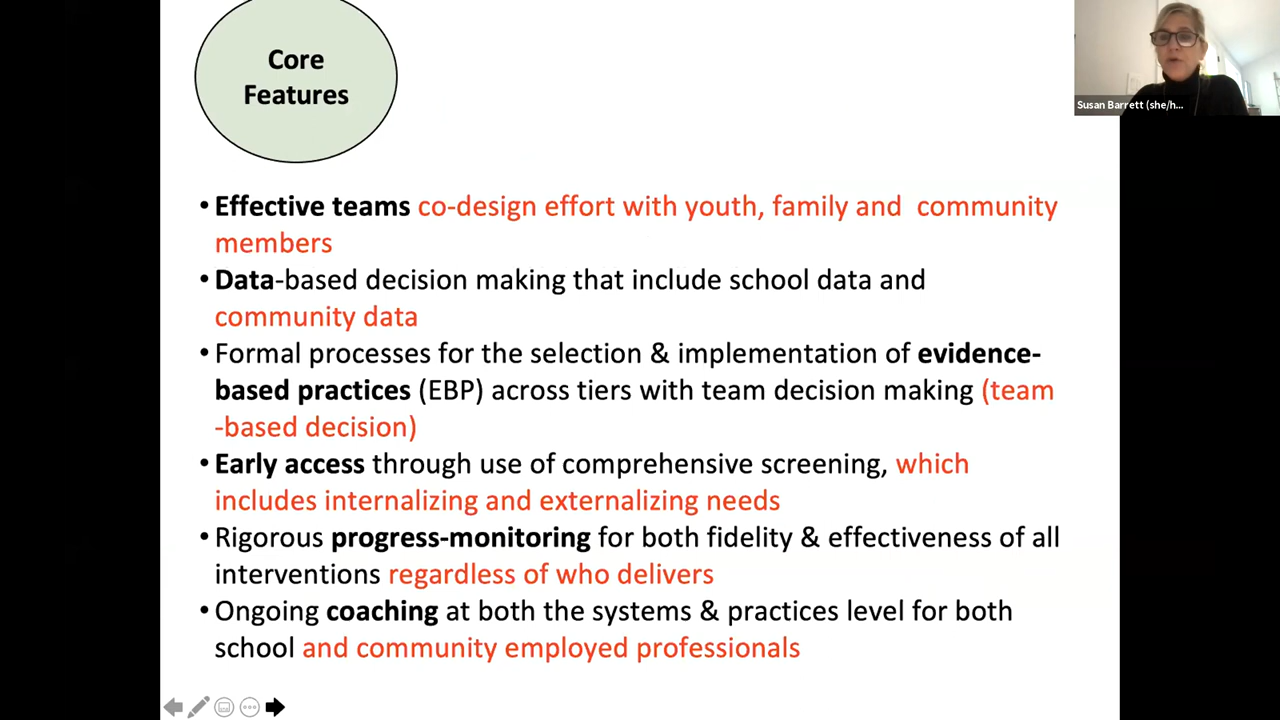 Core
Features
Susan Barrett (she/h...
• Effective teams co-design effort with youth, family and  community
members
• Data-based decision making that include school data and
community data
• Formal processes for the selection & implementation of evidence-
based practices (EBP) across tiers with team decision making (team
-based decision)
• Early access through use of comprehensive screening, which
includes internalizing and externalizing needs
• Rigorous progress-monitoring for both fidelity & effectiveness of all
interventions regardless of who delivers
• Ongoing coaching at both the systems & practices level for both
school and community employed professionals